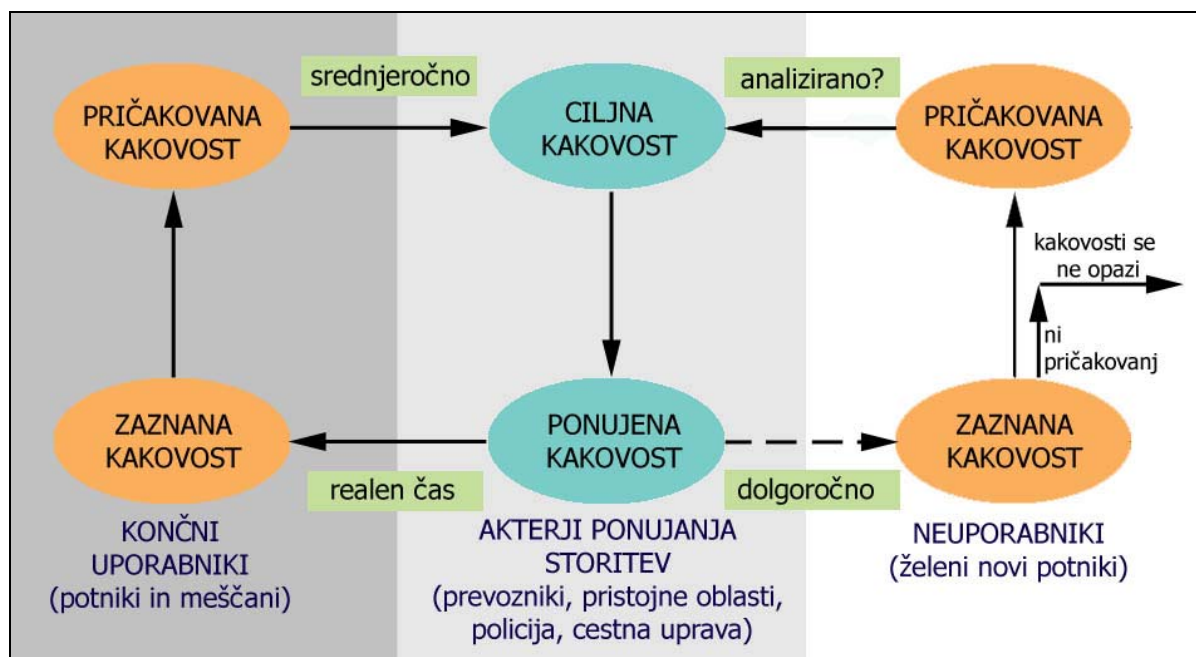 srednjeročno
analizirano?
PRIČAKOVANA
KAKOVOST
CILJNA
KAKOVOST
PRIČAKOVANA
KAKOVOST
kakovosti se
ne opazi
ni
pričakovanj
ZAZNANA
KAKOVOST
PONUJENA
KAKOVOST
ZAZNANA
KAKOVOST
realen čas
dolgoročno
KONČNI
UPORABNIKI
(potniki in meščani)
AKTERJI PONUJANJA
STORITEV
(prevozniki, pristojne oblasti,
policija, cestna uprava)
NEUPORABNIKI
(želeni novi potniki)